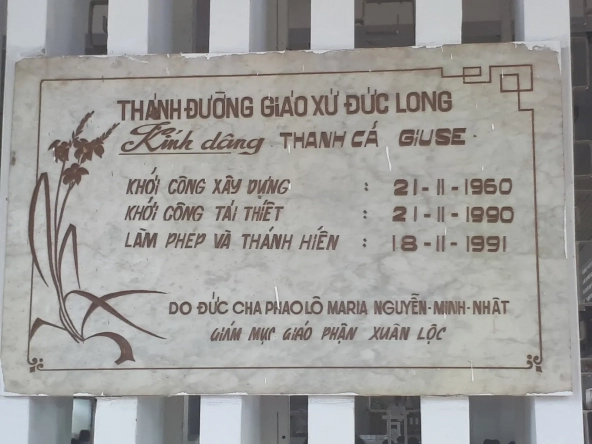 THÁNH ĐƯỜNG GIÁO XỨ ĐỨC LONG
Kính dâng THANH CẢ GIUSE
KHỞI CÔNG XÂY DỰNG : 21-11-1960
KHỞI CÔNG TÁI THIẾT : 21-11-1990
LÀM PHÉP VÀ THÁNH HIẾN : 18-11-1991
DO ĐỨC CHA PHAOLÔ MARIA NGUYỄN-MINH-NHẬT
GIÁM MỤC GIÁO PHẬN XUÂN LỘC